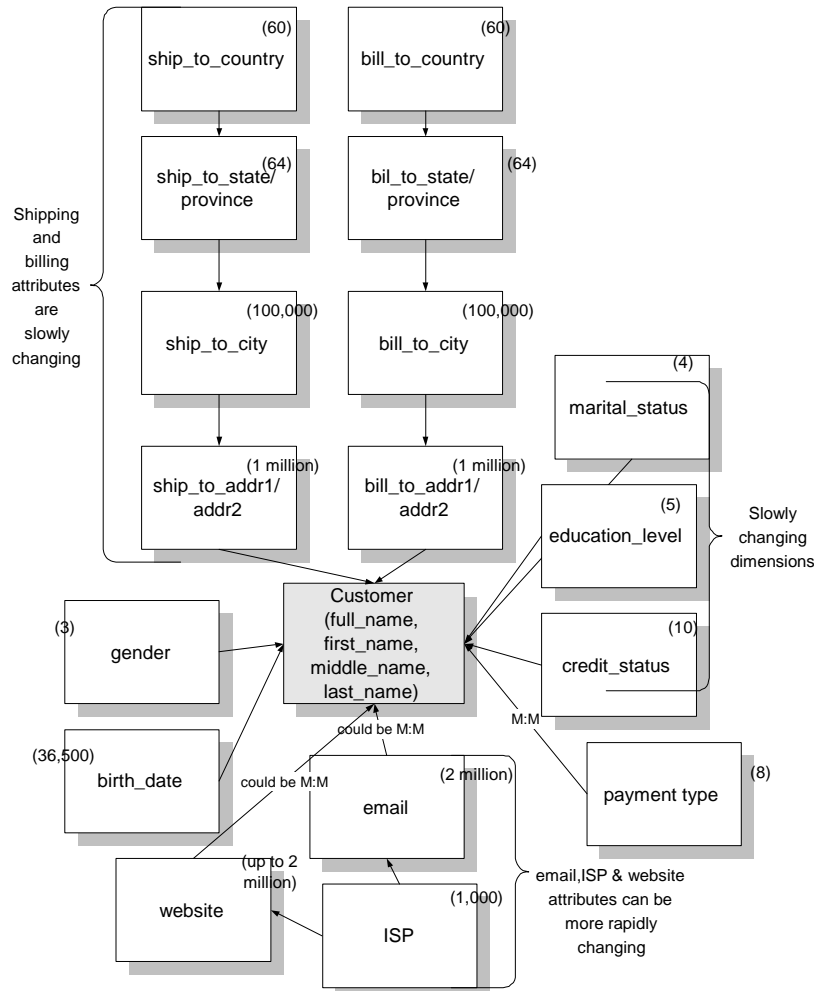 (60)
ship_to_country
(60)
bill_to_country
(64)
ship_to_state/
province
(64)
bil_to_state/
province
Shipping
and
billing
attributes
are
slowly
changing
(100,000)
ship_to_city
(100,000)
bill_to_city
(4)
marital_status
(1 million)
ship_to_addr1/
addr2
(1 million)
bill_to_addr1/
addr2
(5)
education_level
Slowly
changing
dimensions
Customer
(full_name,
first_name,
middle_name,
last_name)
(3)
gender
(10)
credit_status
M:M
could be M:M
(36,500)
birth_date
could be M:M
(2 million)
email
(8)
payment type
(up to 2
million)
website
(1,000)
ISP
email,ISP & website
attributes can be
more rapidly
changing